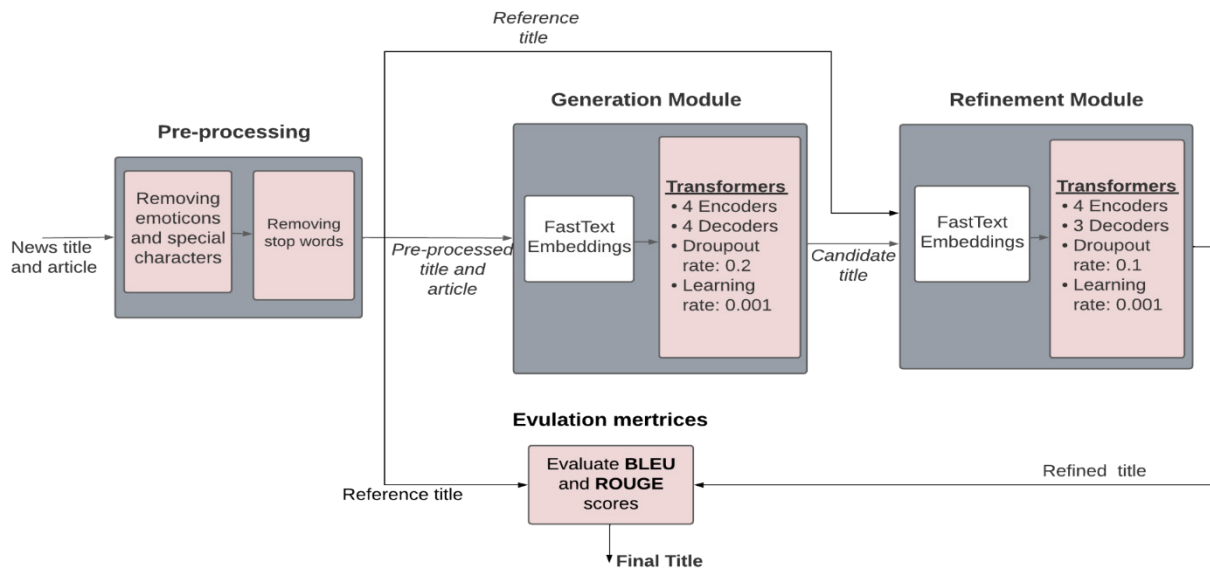 Reference
title
Generation Module
Refinement Module
Pre-processing
Removing
emoticons
and special
characters
Removing
stop words
News title
and article
Pre-processed
title and
article
FastText
Embeddings
Transformers
• 4 Encoders
• 4 Decoders
• Droupout
rate: 0.2
• Learning
rate: 0.001
Candidate
title
FastText
Embeddings
Transformers
• 4 Encoders
• 3 Decoders
• Droupout
rate: 0.1
• Learning
rate: 0.001
Evulation mertrices
Evaluate BLEU
and ROUGE
scores
Reference title
Refined title
Final Title